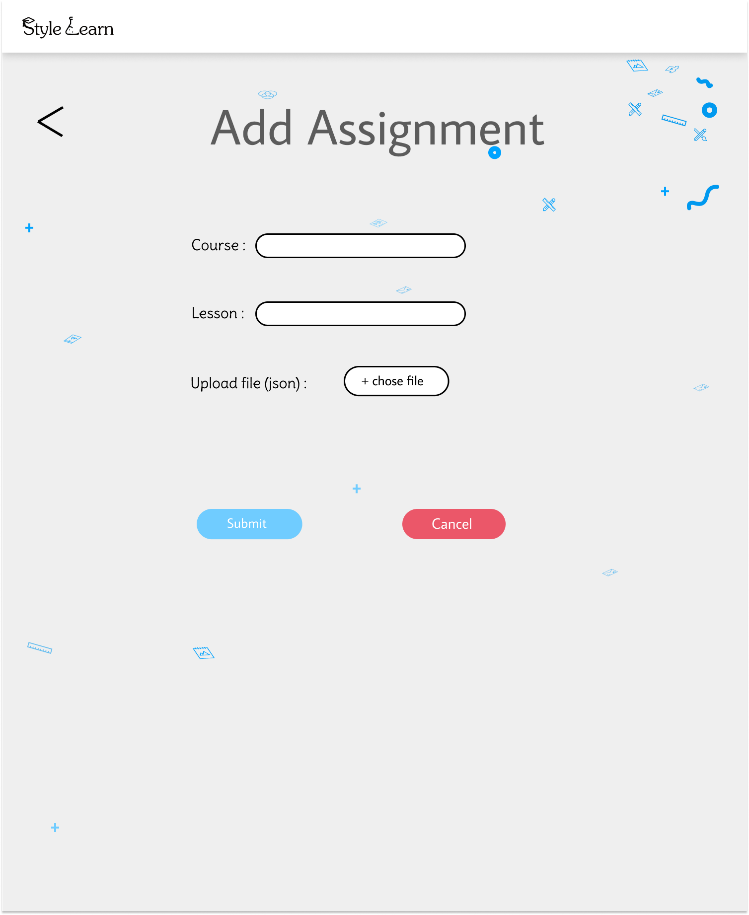 Style Learn
<
Add Assignment
Course :
Lesson :
Upload file (json) :
+ chose file
Submit
Cancel